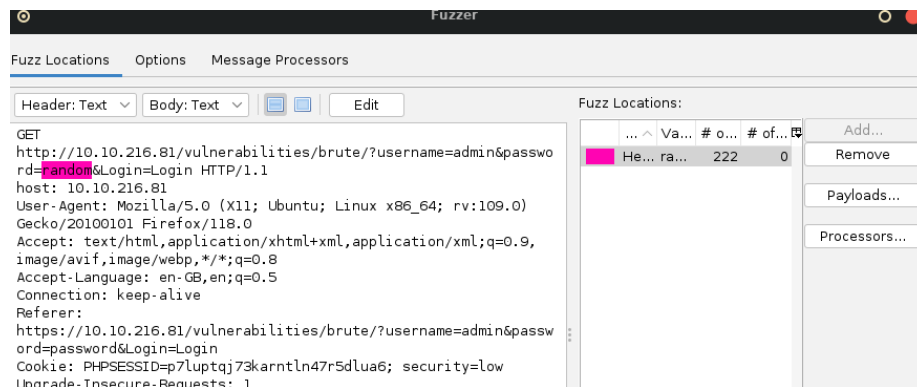 Fuzzer
Fuzz Locations Options Message Processors
Header: Text Body: Text Edit
GET
http://10.10.216.81/vulnerabilities/brute/?username=admin&passwo
rd=random&Login=Login HTTP/1.1
host: 10.10.216.81
User-Agent: Mozilla/5.0 (X11; Ubuntu; Linux x86_64; rv:109.0)
Gecko/20100101 Firefox/118.0
Accept: text/html,application/xhtml+xml,application/xml;q=0.9,
image/avif,image/webp,*/*;q=0.8
Accept-Language: en-GB,en;q=0.5
Connection: keep-alive
Referer:
https://10.10.216.81/vulnerabilities/brute/?username=admin&passw
ord=password&Login=Login
Cookie: PHPSESSID=p7luptqj73karntln47r5dlua6; security=low
Upgrade-Insecure-Requests: 1
Fuzz Locations:
... Va... # o... # of...
He... ra... 222 0
Add...
Remove
Payloads...
Processors...